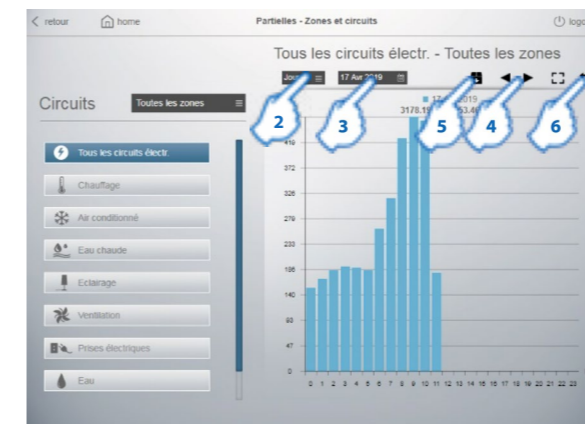 retour
home
Partielles - Zones et circuits
Tous les circuits électr. - Toutes les zones
17 Avr 2019
Circuits
Toutes les zones
2
3
5
4
6
3178.19
Tous les circuits électr.
Chauffage
Air conditionné
Eau chaude
Eclairage
Ventilation
Prises électriques
Eau
372
326
279
233
186
140
93
47
0
0 1 2 3 4 5 6 7 8 9 10 11 12 13 14 15 16 17 18 19 20 21 22 23